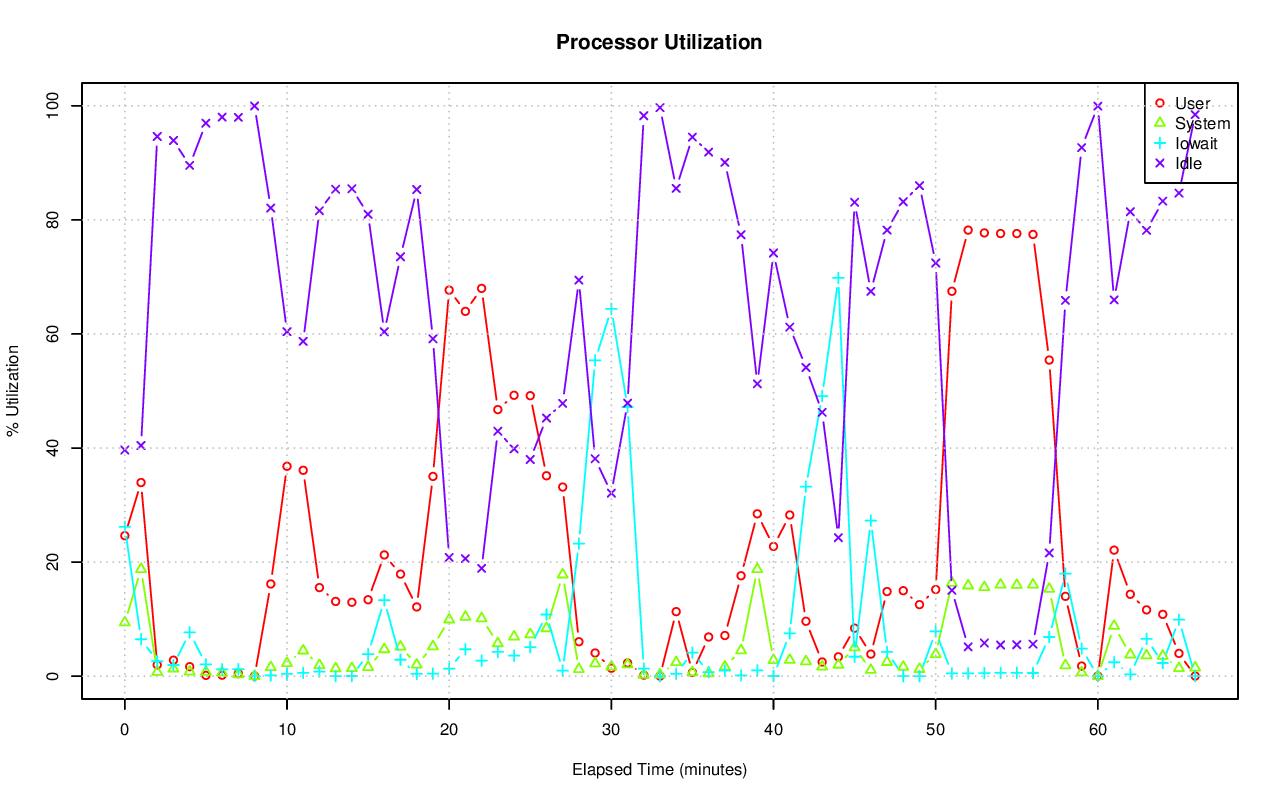 Processor Utilization
% Utilization
100
80
60
40
20
0
User
System
Iowait
Idle
0 10 20 30 40 50 60
Elapsed Time (minutes)